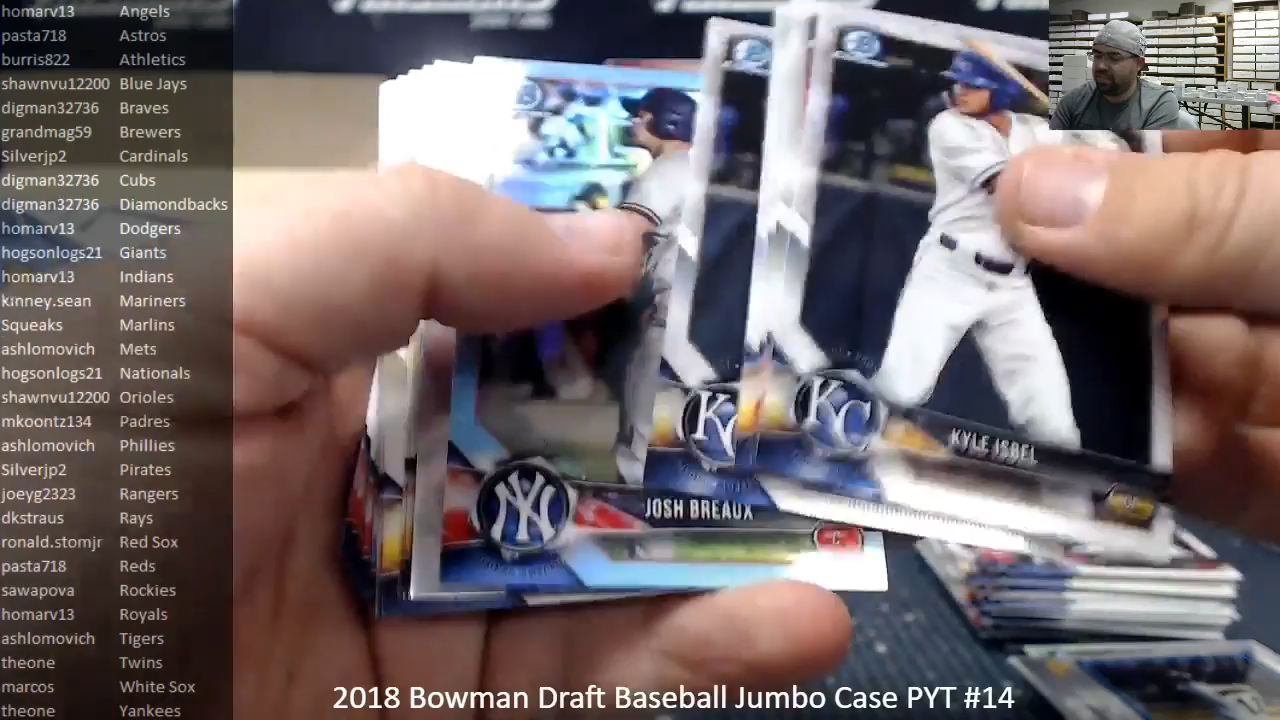 homarv13 Angels
pasta718 Astros
burris822 Athletics
shawnvu12200 Blue Jays
digman32736 Braves
grandmag59 Brewers
Silverjp2 Cardinals
digman32736 Cubs
digman32736 Diamondbacks
homarv13 Dodgers
hogsonlogs21 Giants
homarv13 Indians
kinney.sean Mariners
Squeaks Marlins
ashlomovich Mets
hogsonlogs21 Nationals
shawnvu12200 Orioles
mkoontz134 Padres
ashlomovich Phillies
Silverjp2 Pirates
joeyg2323 Rangers
dkstraus Rays
ronald.stomjr Red Sox
pasta718 Reds
sawapova Rockies
homarv13 Royals
ashlomovich Tigers
theone Twins
marcos White Sox
theone Yankees
KC
KYLE ISBEL
NY
JOSH BREAUX
C
2018 Bowman Draft Baseball Jumbo Case PYT #14